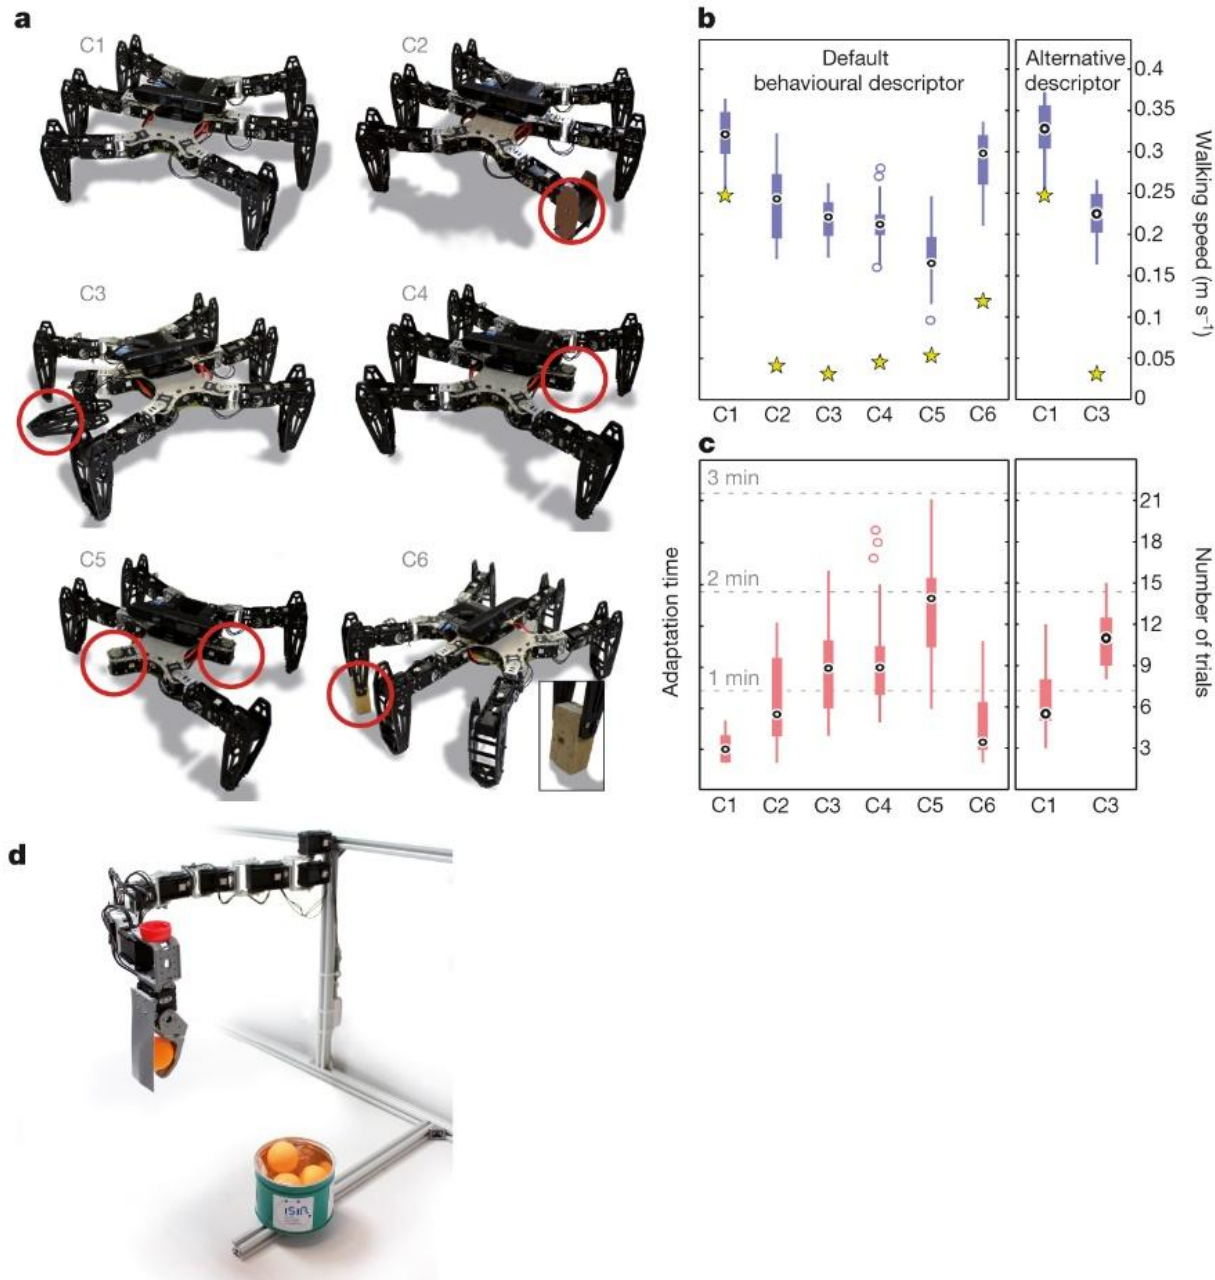 a
C1
C2
C3
C4
C5
C6
b
Default
behavioural descriptor
Alternative
descriptor
0.4
0.35
0.3
0.25
0.2
0.15
0.1
0.05
0
Walking speed (m s⁻¹)
C1 C2 C3 C4 C5 C6 C1 C3
c
3 min
2 min
1 min
Adaptation time
21
18
15
12
9
6
3
Number of trials
C1 C2 C3 C4 C5 C6 C1 C3
d
ISIR